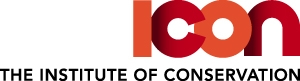 icon
THE INSTITUTE OF CONSERVATION